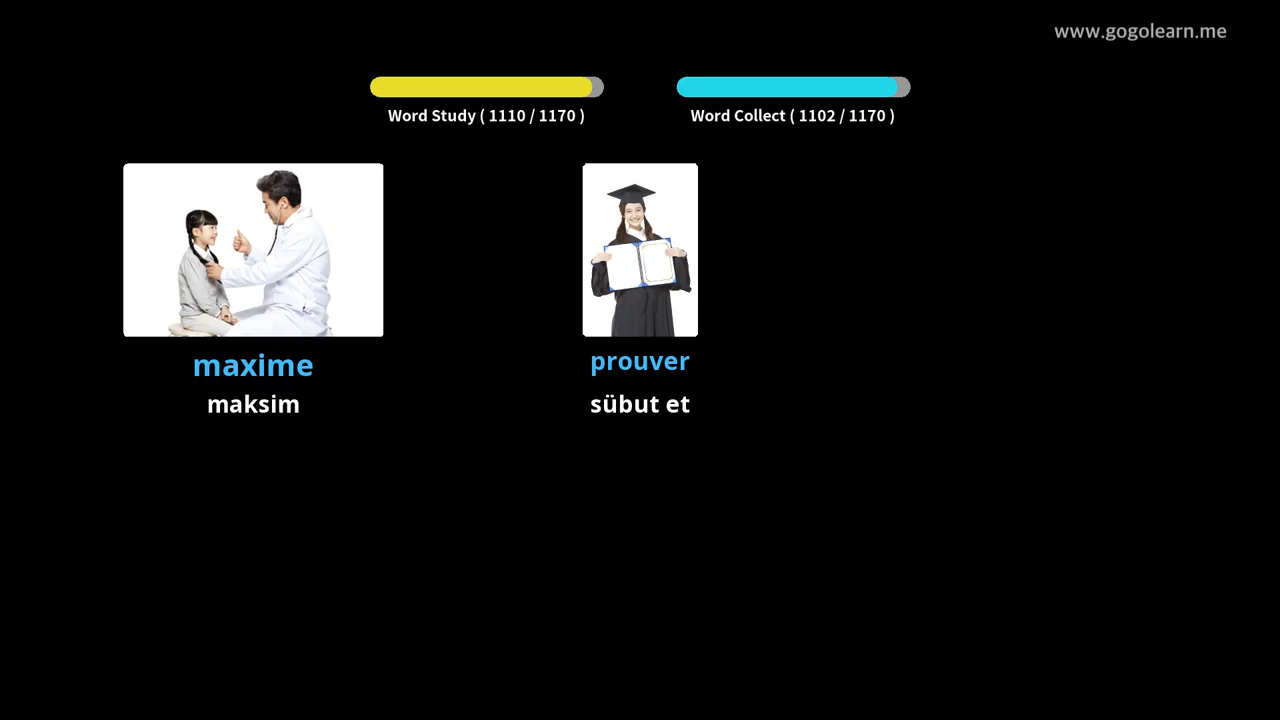 www.gogolearn.me
Word Study ( 1110 / 1170 )
Word Collect ( 1102 / 1170 )
maxime
maksim
prouver
sübut et